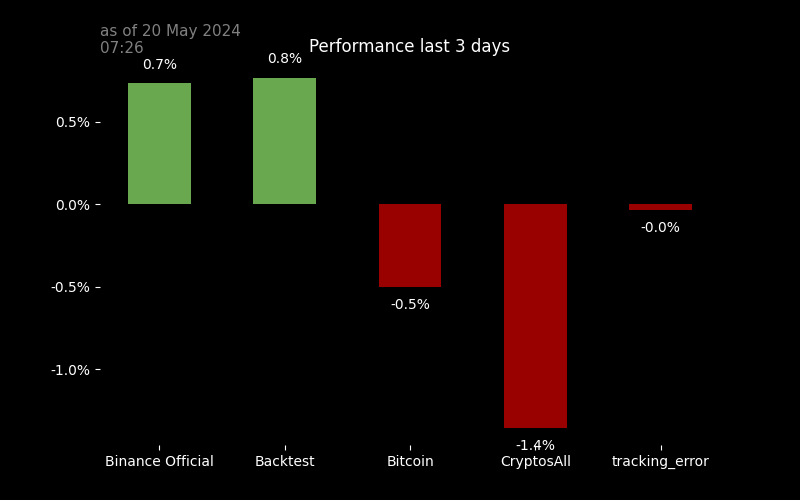 as of 20 May 2024
07:26
Performance last 3 days
0.7%
0.8%
0.5%
0.0%
-0.0%
-0.5%
-0.5%
-1.0%
-1.4%
Binance Official
Backtest
Bitcoin
CryptosAll
tracking_error